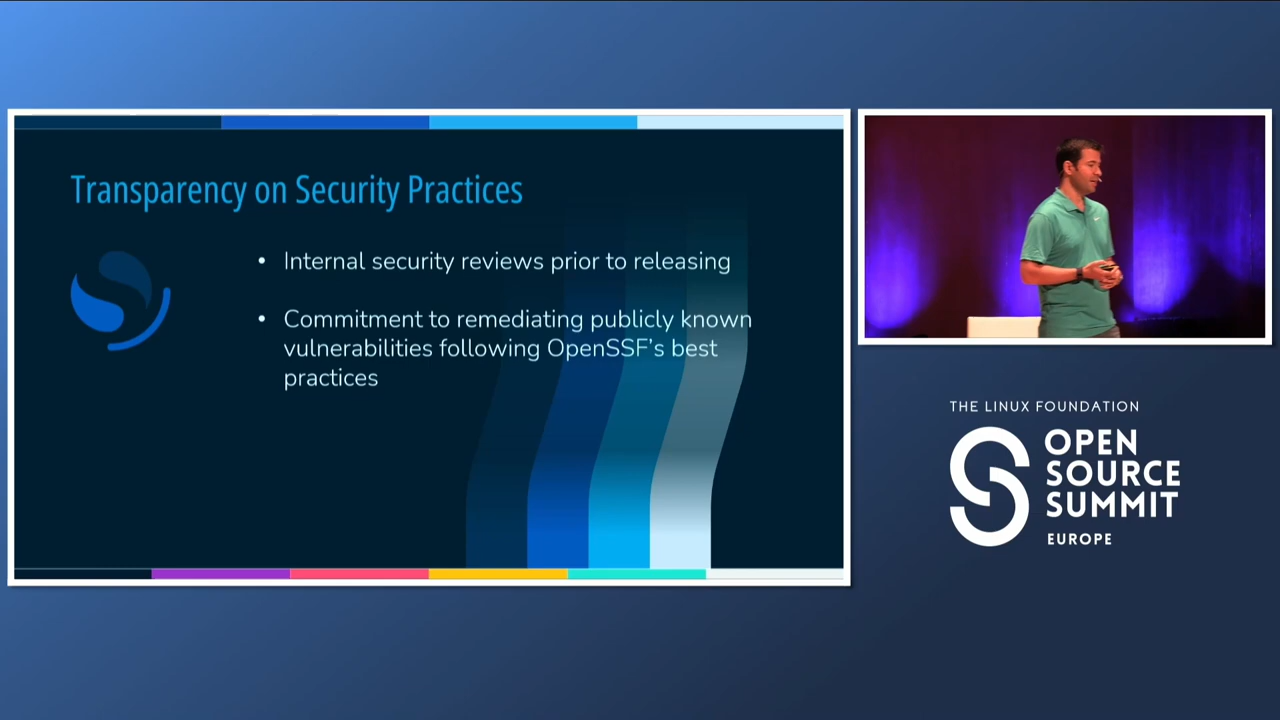 Transparency on Security Practices
• Internal security reviews prior to releasing
• Commitment to remediating publicly known
vulnerabilities following OpenSSF’s best
practices
THE LINUX FOUNDATION
OPEN
SOURCE
SUMMIT
EUROPE